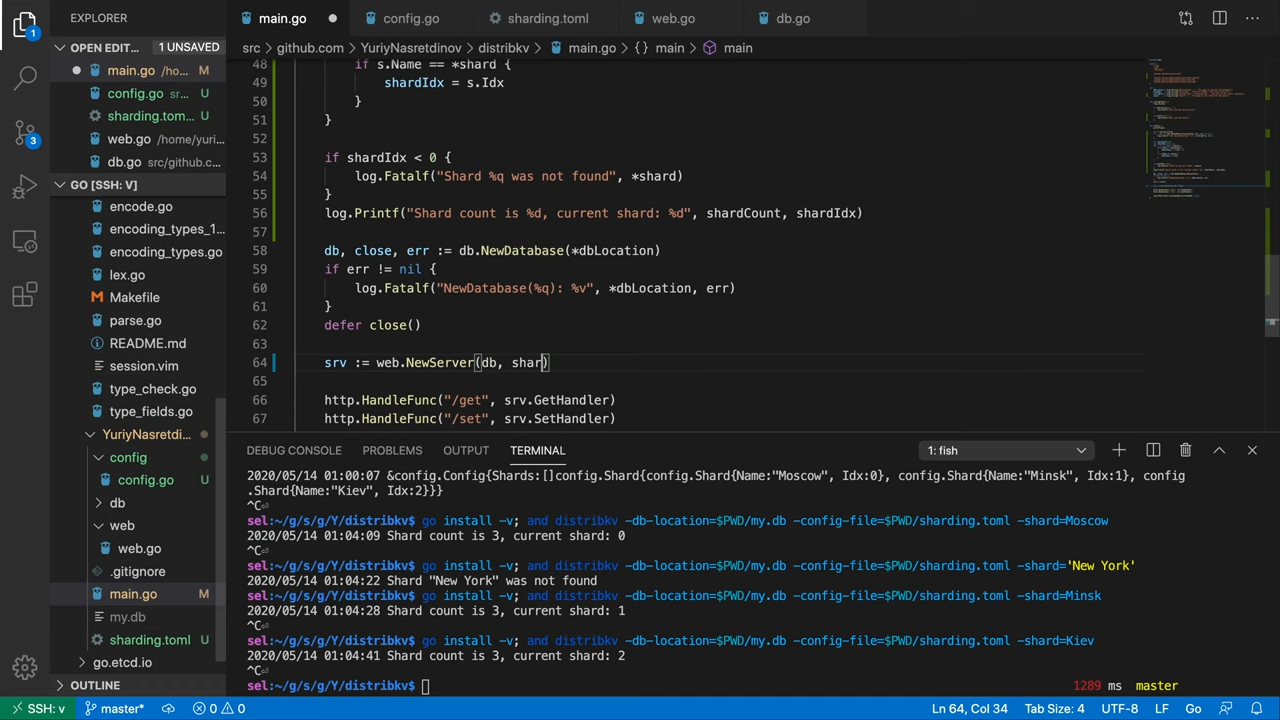 main.go
config.go
sharding.toml
web.go
db.go
1
OPEN EDIT... 1 UNSAVED
main.go /ho... M
config.go src... U
sharding.tom... U
web.go /home/yuri...
db.go src/github.c...
3
GO [SSH: V]
encode.go
encoding_types_1...
encoding_types.go
lex.go
Makefile
parse.go
README.md
session.vim
type_check.go
type_fields.go
YuriyNasretdi...
config
config.go U
db
web
web.go
.gitignore
main.go M
my.db
sharding.toml U
go.etcd.io
OUTLINE
src > github.com > YuriyNasretdinov > distribkv > main.go > {} main > main
48 if s.Name == *shard {
49 shardIdx = s.Idx
50 }
51 }
52
53 if shardIdx < 0 {
54 log.Fatalf("Shard %q was not found", *shard)
55 }
56 log.Printf("Shard count is %d, current shard: %d", shardCount, shardIdx)
57
58 db, close, err := db.NewDatabase(*dbLocation)
59 if err != nil {
60 log.Fatalf("NewDatabase(%q): %v", *dbLocation, err)
61 }
62 defer close()
63
64 srv := web.NewServer(db, shar)
65
66 http.HandleFunc("/get", srv.GetHandler)
67 http.HandleFunc("/set", srv.SetHandler)
DEBUG CONSOLE PROBLEMS OUTPUT TERMINAL 1: fish
2020/05/14 01:00:07 &config.Config{Shards:[]config.Shard{config.Shard{Name:"Moscow", Idx:0}, config.Shard{Name:"Minsk", Idx:1}, config
.Shard{Name:"Kiev", Idx:2}}}
^C⏎
sel:~/g/s/g/Y/distribkv$ go install -v; and distribkv -db-location=$PWD/my.db -config-file=$PWD/sharding.toml -shard=Moscow
2020/05/14 01:04:09 Shard count is 3, current shard: 0
^C⏎
sel:~/g/s/g/Y/distribkv$ go install -v; and distribkv -db-location=$PWD/my.db -config-file=$PWD/sharding.toml -shard='New York'
2020/05/14 01:04:22 Shard "New York" was not found
sel:~/g/s/g/Y/distribkv$ go install -v; and distribkv -db-location=$PWD/my.db -config-file=$PWD/sharding.toml -shard=Minsk
2020/05/14 01:04:28 Shard count is 3, current shard: 1
^C⏎
sel:~/g/s/g/Y/distribkv$ go install -v; and distribkv -db-location=$PWD/my.db -config-file=$PWD/sharding.toml -shard=Kiev
2020/05/14 01:04:41 Shard count is 3, current shard: 2
^C⏎
sel:~/g/s/g/Y/distribkv$ 1289 ms master
SSH: v master* 0 0 Ln 64, Col 34 Tab Size: 4 UTF-8 LF Go